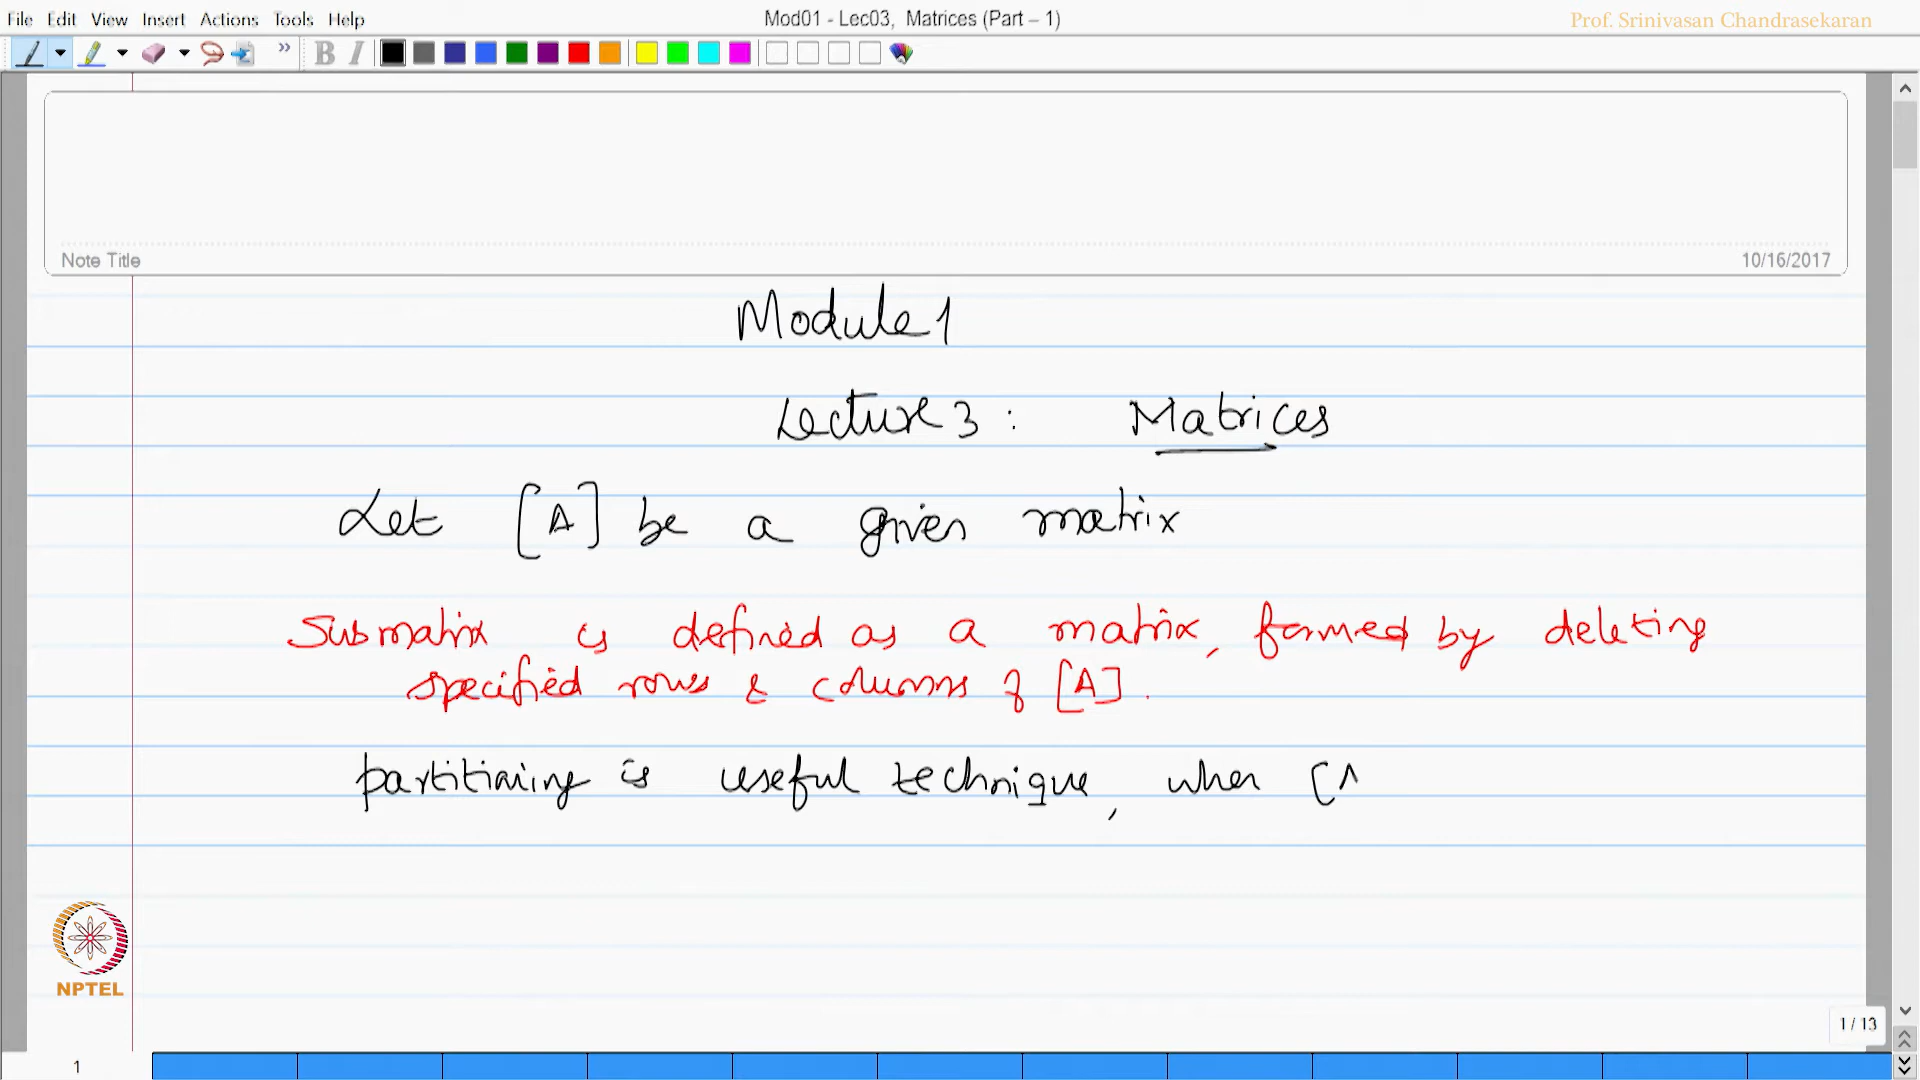 File Edit View Insert Actions Tools Help
Mod01 - Lec03, Matrices (Part – 1)
Prof. Srinivasan Chandrasekaran
B I
Note Title
10/16/2017
Module 1
Lecture 3 : Matrices
Let [A] be a given matrix
Submatrix is defined as a matrix, formed by deleting
specified rows & columns of [A].
partitioning is useful technique, when [A
NPTEL
1 / 13
1